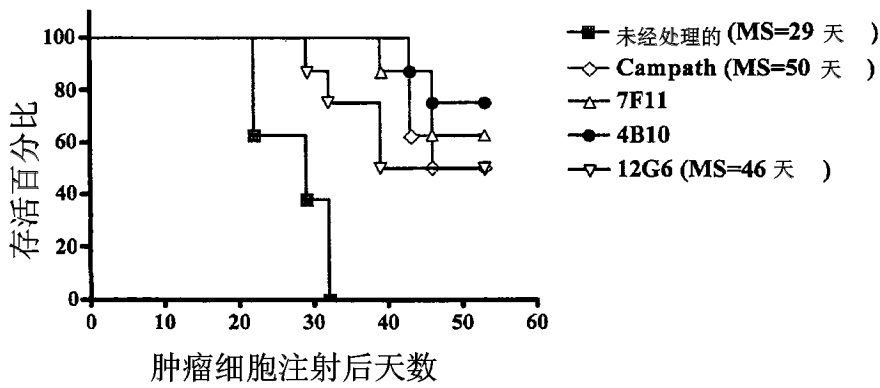 100
80
60
40
20
0
存活百分比
0 10 20 30 40 50 60
肿瘤细胞注射后天数
未经处理的 (MS=29 天 )
Campath (MS=50 天 )
7F11
4B10
12G6 (MS=46 天 )